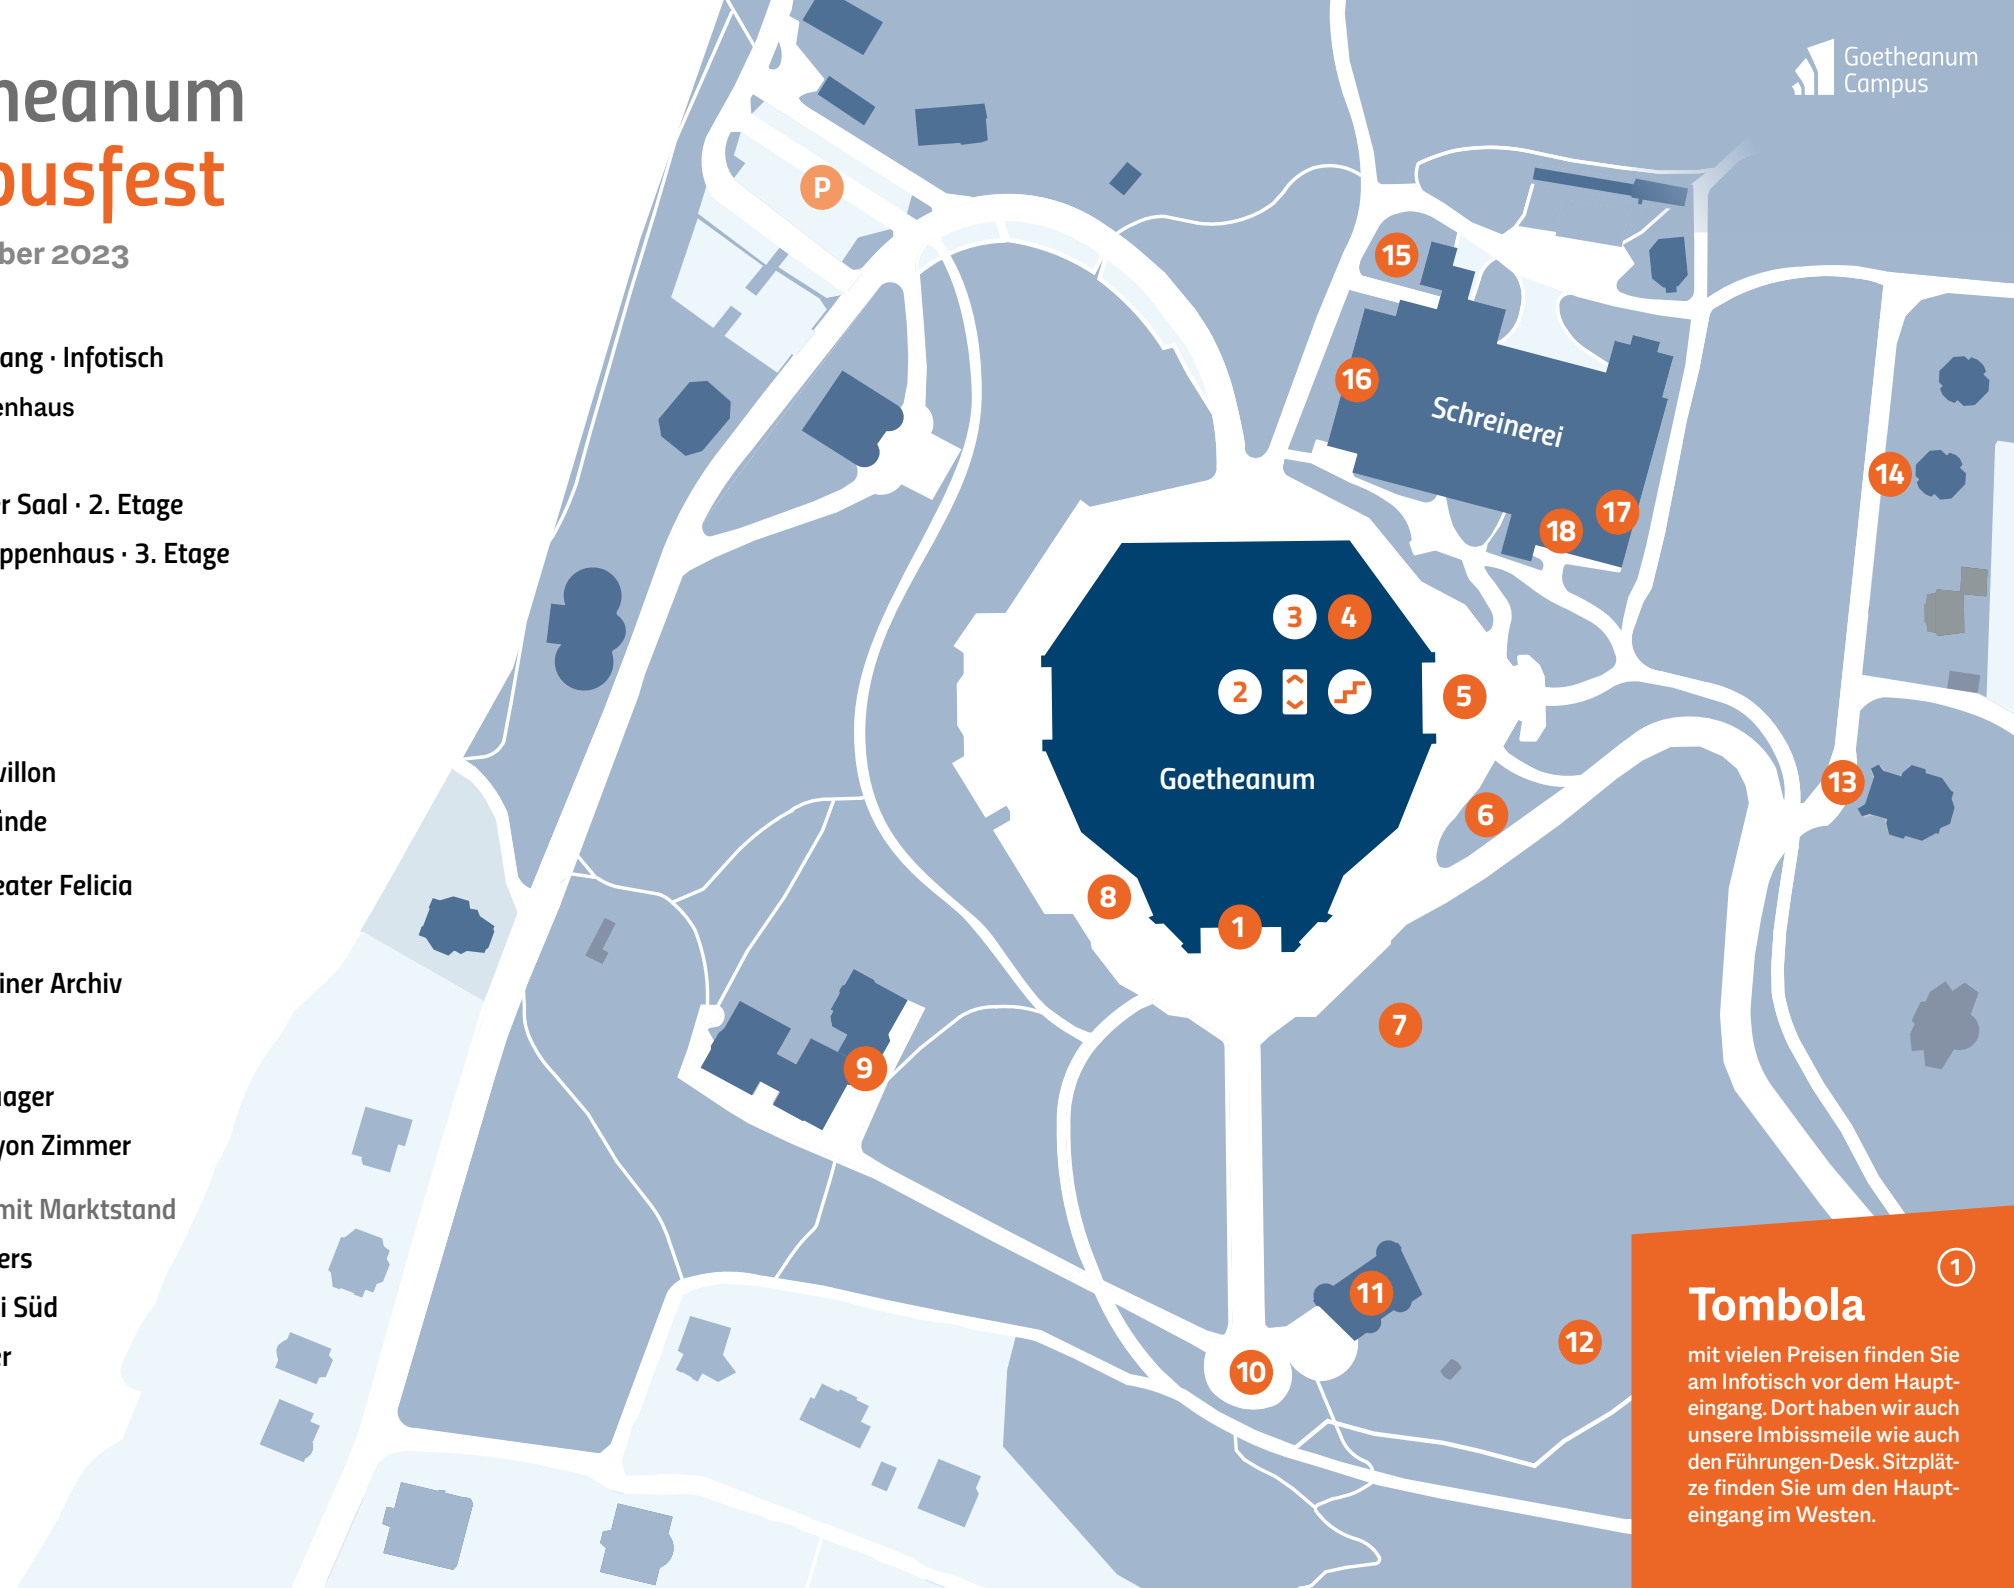 heanum
pusfest
ber 2023
ang · Infotisch
enhaus
r Saal · 2. Etage
ppenhaus · 3. Etage
villon
ünde
eater Felicia
iner Archiv
ager
von Zimmer
mit Marktstand
ers
i Süd
er
Goetheanum
Campus
P
15
16
Schreinerei
14
17
18
3
4
2
5
Goetheanum
13
6
8
1
7
9
11
12
10
1
Tombola
mit vielen Preisen finden Sie
am Infotisch vor dem Haupt-
eingang. Dort haben wir auch
unsere Imbissmeile wie auch
den Führungen-Desk. Sitzplät-
ze finden Sie um den Haupt-
eingang im Westen.